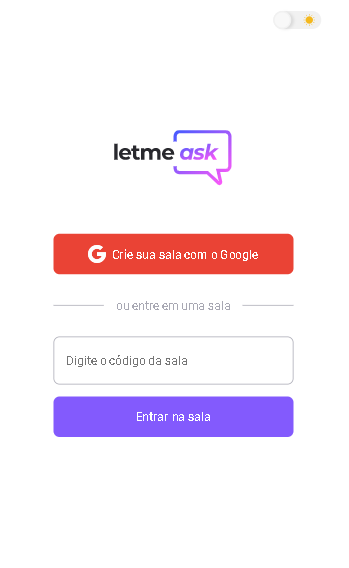 letme ask
Crie sua sala com o Google
ou entre em uma sala
Digite o código da sala
Entrar na sala